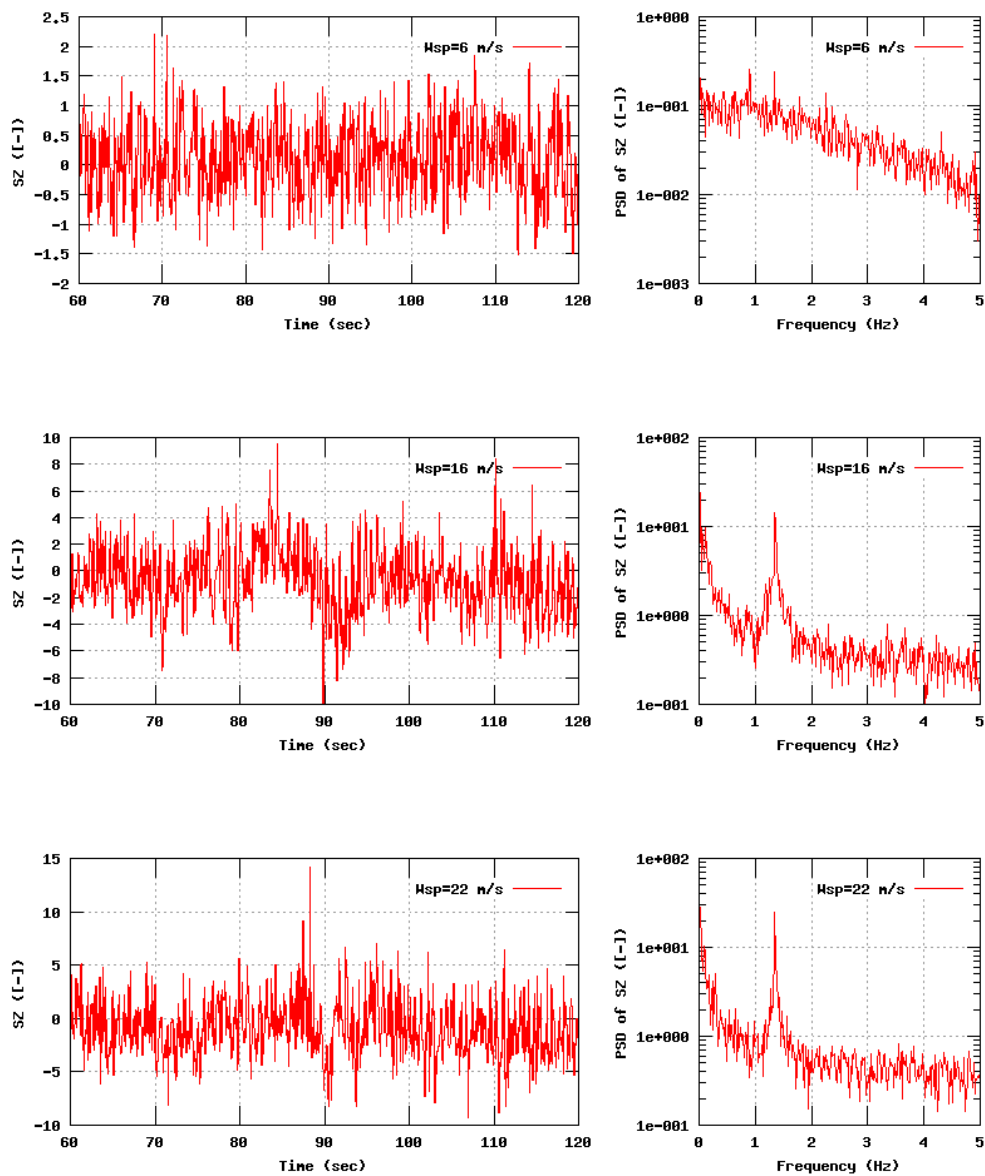 2.5
2
1.5
1
0.5
0
-0.5
-1
-1.5
-2
SZ ([-]
Wsp=6 m/s
60 70 80 90 100 110 120
Time (sec)
1e+000
1e-001
1e-002
1e-003
PSD of SZ ([-]
Wsp=6 m/s
0 1 2 3 4 5
Frequency (Hz)
10
8
6
4
2
0
-2
-4
-6
-8
-10
SZ ([-]
Wsp=16 m/s
60 70 80 90 100 110 120
Time (sec)
1e+002
1e+001
1e+000
1e-001
PSD of SZ ([-]
Wsp=16 m/s
0 1 2 3 4 5
Frequency (Hz)
15
10
5
0
-5
-10
SZ ([-]
Wsp=22 m/s
60 70 80 90 100 110 120
Time (sec)
1e+002
1e+001
1e+000
1e-001
PSD of SZ ([-]
Wsp=22 m/s
0 1 2 3 4 5
Frequency (Hz)